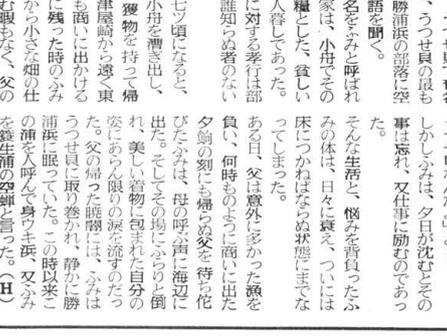 、うつせ貝の最も
勝浦浜の部落に空
語を聞く。
名をふみと呼ばれ
家は、小舟でその
糧とした、貧しい
人暮しであった。
に対する孝行は部
誰知らぬ者のない
七ツ頃になると、
小舟を漕ぎ出し、
獲物を持って帰
津屋崎から遠く東
も商いに出かける
に残った時のふみ
から小さな畑の仕
む暇もなく、父の
しかしふみは、夕日が沈むとその
事は忘れ、又仕事に励むのであっ
た。
そんな生活と、悩みを背負ったふ
みの体は、日々に衰え、ついには
床につかねばならぬ状態にまでな
ってしまった。
ある日、父は意外に多かった漁を
負い、何時ものように商いに出た
夕餉の刻にも帰らぬ父を待ち佗
びたふみは、母の呼ぶ声に海辺に
出た。そしてその場にふらりと倒
れ、美しい着物に包まれた自分の
姿にあらん限りの涙を流すのだっ
た。父の帰った暁闇には、ふみは
うつせ貝に取り巻かれ、静かに勝
浦浜に眠っていた。この時以来こ
の浦を人呼んで身ウキ浜、又ふみ
を簑生浦の空蝉と言った。(H)